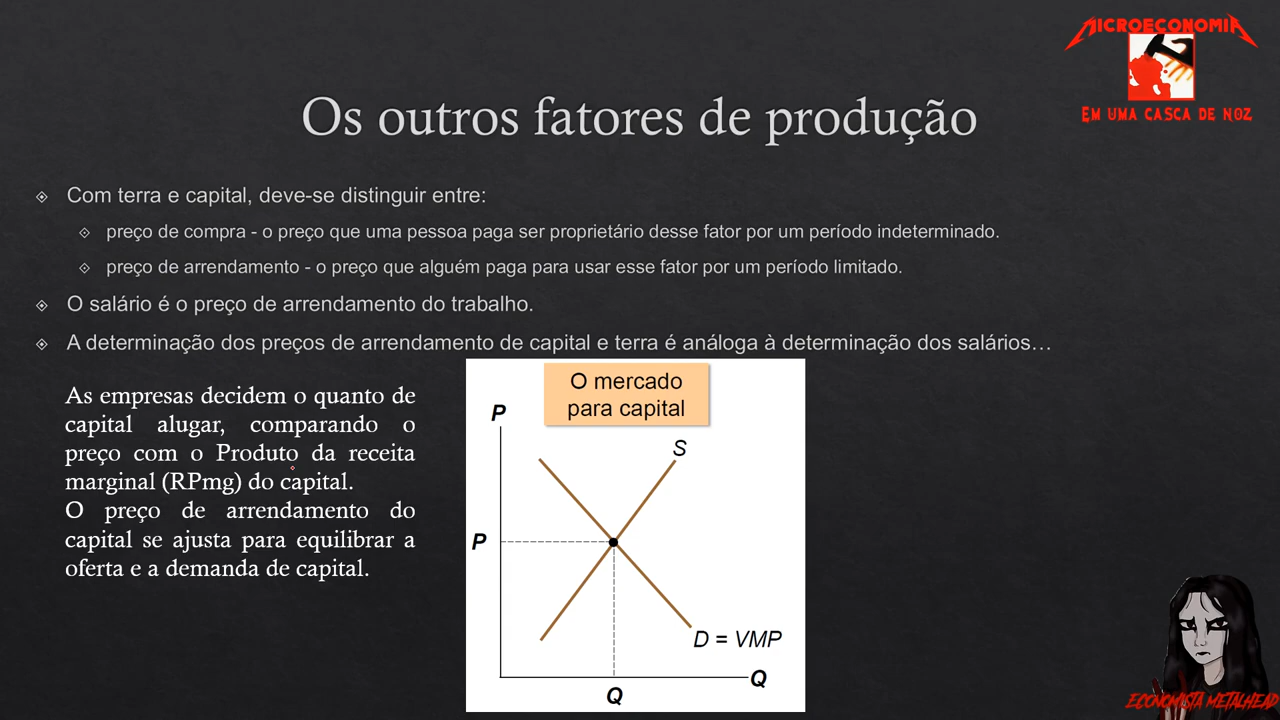 MICROECONOMIA
EM UMA CASCA DE NOZ
Os outros fatores de produção
Com terra e capital, deve-se distinguir entre:
preço de compra - o preço que uma pessoa paga ser proprietário desse fator por um período indeterminado.
preço de arrendamento - o preço que alguém paga para usar esse fator por um período limitado.
O salário é o preço de arrendamento do trabalho.
A determinação dos preços de arrendamento de capital e terra é análoga à determinação dos salários…
As empresas decidem o quanto de
capital alugar, comparando o
preço com o Produto da receita
marginal (RPmg) do capital.
O preço de arrendamento do
capital se ajusta para equilibrar a
oferta e a demanda de capital.
O mercado
para capital
P
S
P
D = VMP
Q
Q
ECONOMISTA METALHEAD